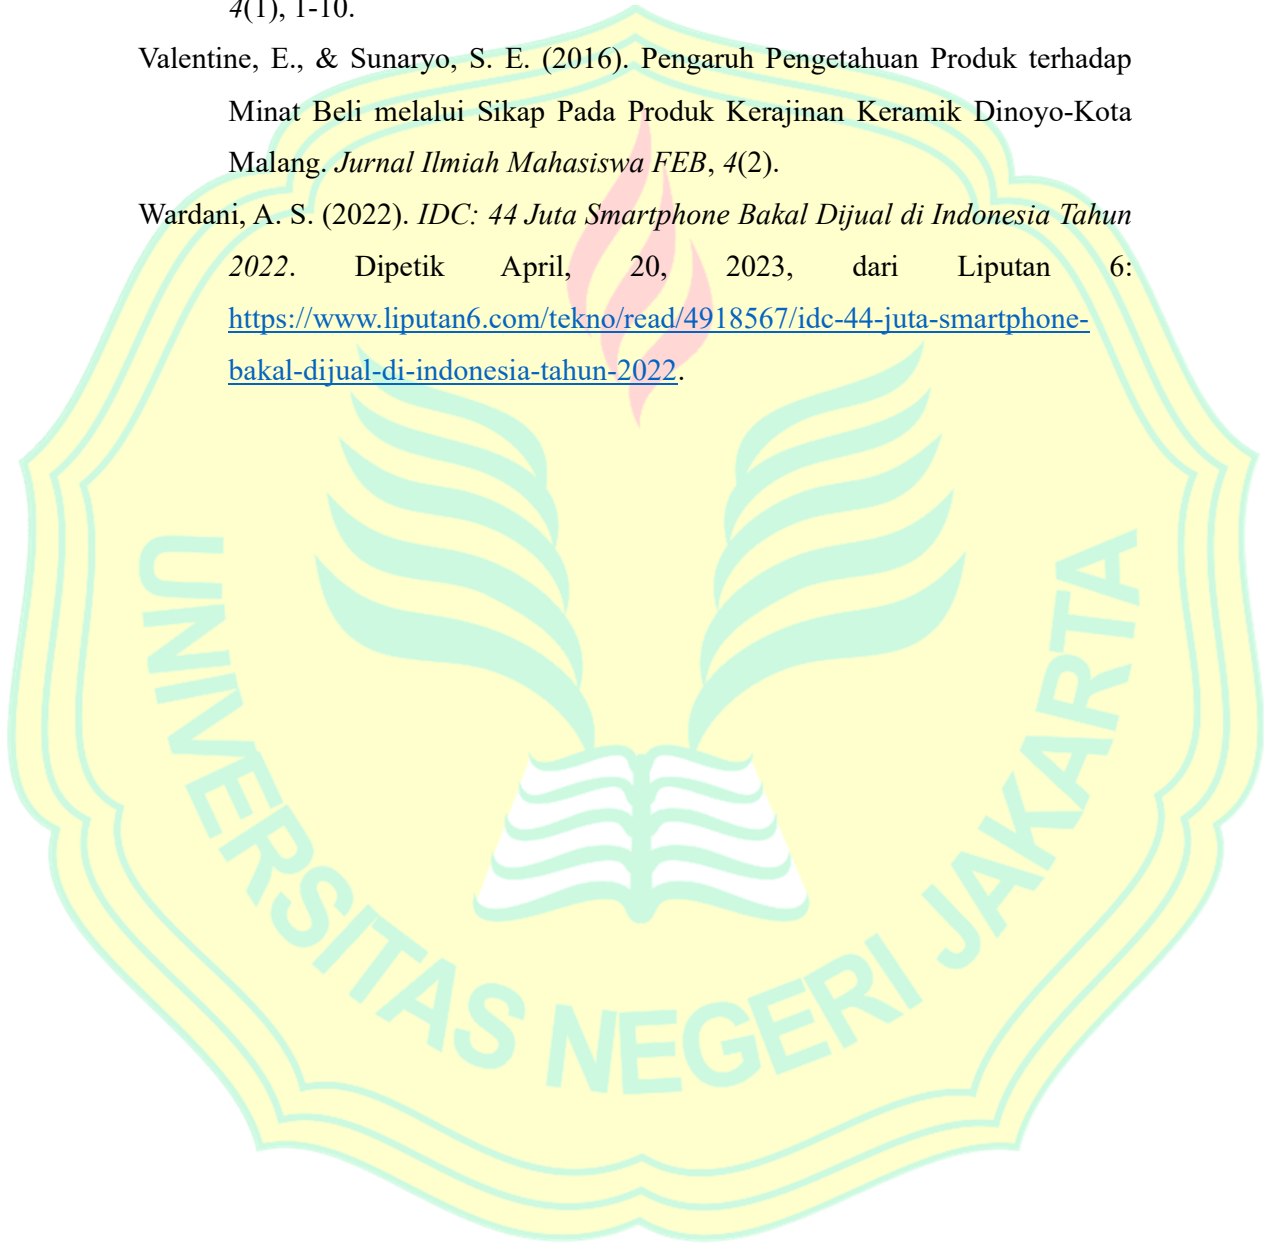 4(1), 1-10.
Valentine, E., & Sunaryo, S. E. (2016). Pengaruh Pengetahuan Produk terhadap
Minat Beli melalui Sikap Pada Produk Kerajinan Keramik Dinoyo-Kota
Malang. Jurnal Ilmiah Mahasiswa FEB, 4(2).
Wardani, A. S. (2022). IDC: 44 Juta Smartphone Bakal Dijual di Indonesia Tahun
2022. Dipetik April, 20, 2023, dari Liputan 6:
https://www.liputan6.com/tekno/read/4918567/idc-44-juta-smartphone-
bakal-dijual-di-indonesia-tahun-2022.
UNIVERSITAS NEGERI JAKARTA